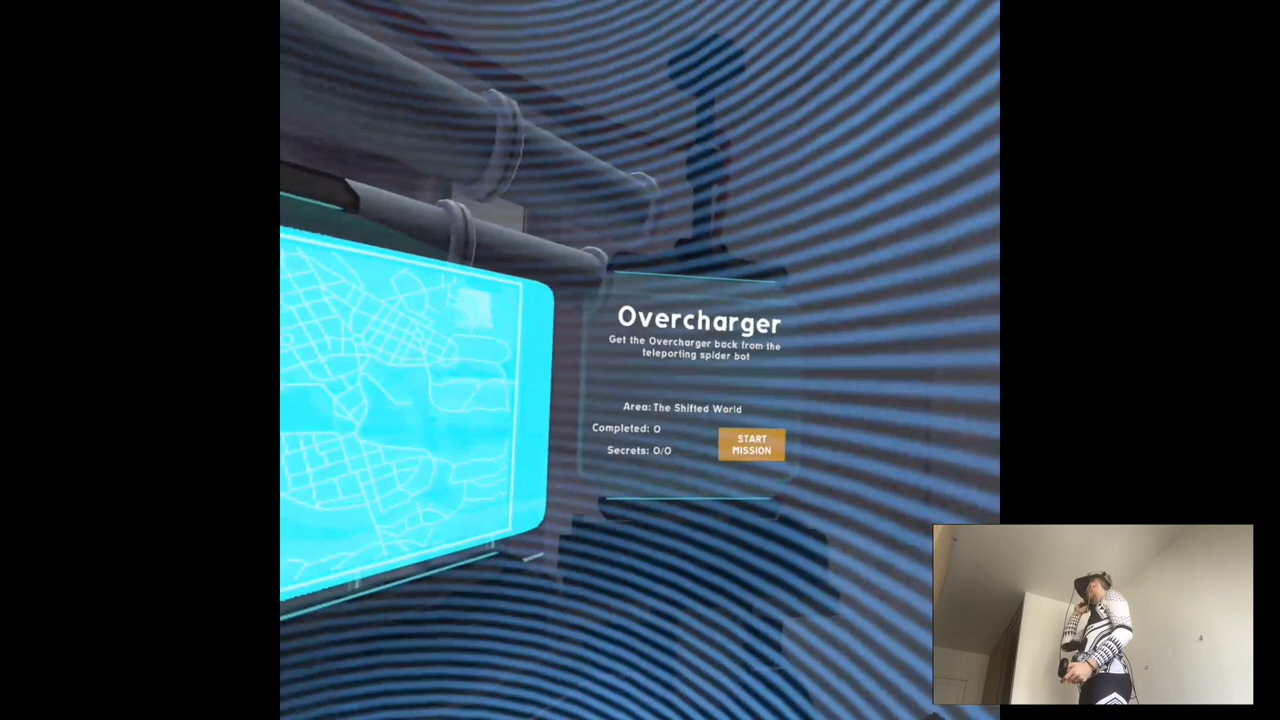 Overcharger
Get the Overcharger back from the
teleporting spider bot
Area: The Shifted World
Completed: 0
Secrets: 0/0
START
MISSION